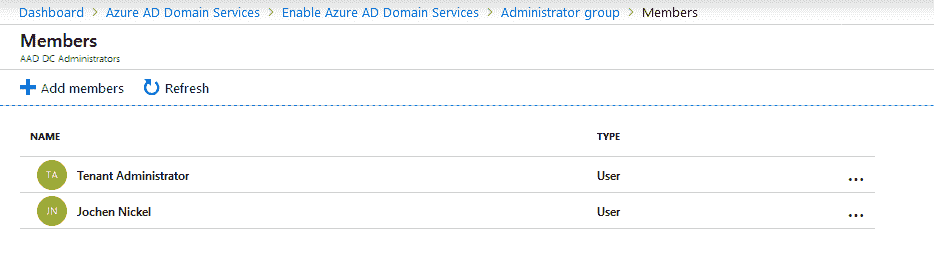 Dashboard > Azure AD Domain Services > Enable Azure AD Domain Services > Administrator group > Members
Members
AAD DC Administrators
Add members Refresh
NAME TYPE
TA Tenant Administrator User ...
JN Jochen Nickel User ...